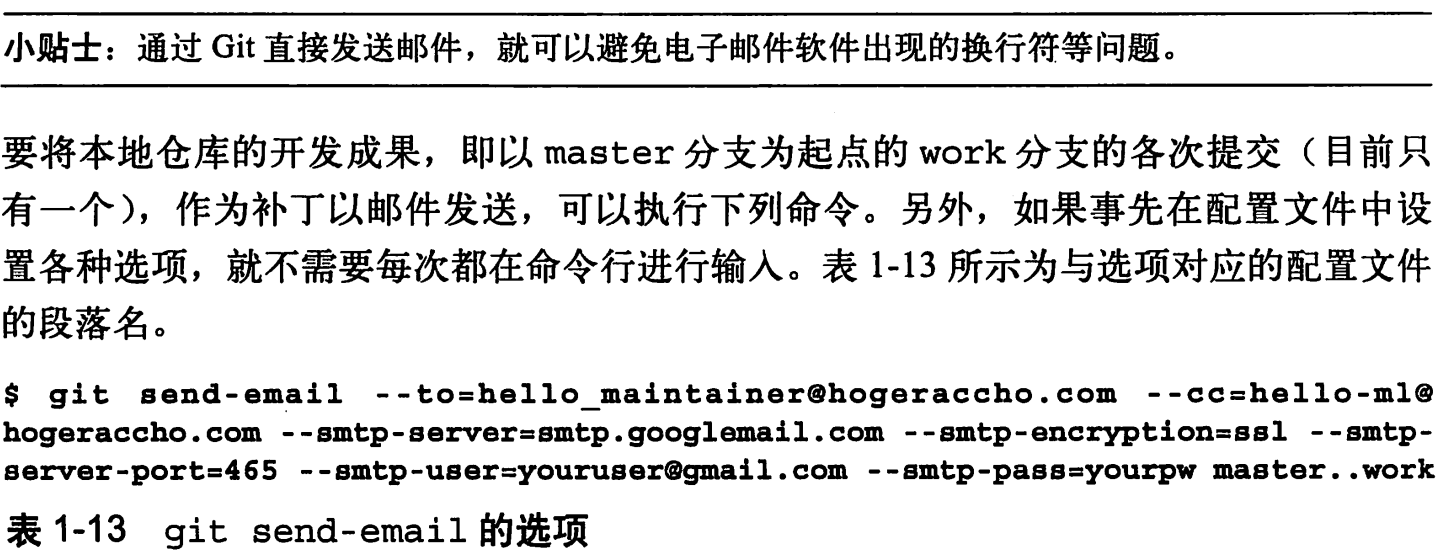 小贴士：通过 Git 直接发送邮件，就可以避免电子邮件软件出现的换行符等问题。
要将本地仓库的开发成果，即以 master 分支为起点的 work 分支的各次提交（目前只
有一个），作为补丁以邮件发送，可以执行下列命令。另外，如果事先在配置文件中设
置各种选项，就不需要每次都在命令行进行输入。表 1-13 所示为与选项对应的配置文件
的段落名。
$ git send-email --to=hello_maintainer@hogeraccho.com --cc=hello-ml@
hogeraccho.com --smtp-server=smtp.googlemail.com --smtp-encryption=ssl --smtp-
server-port=465 --smtp-user=youruser@gmail.com --smtp-pass=yourpw master..work
表 1-13 git send-email 的选项